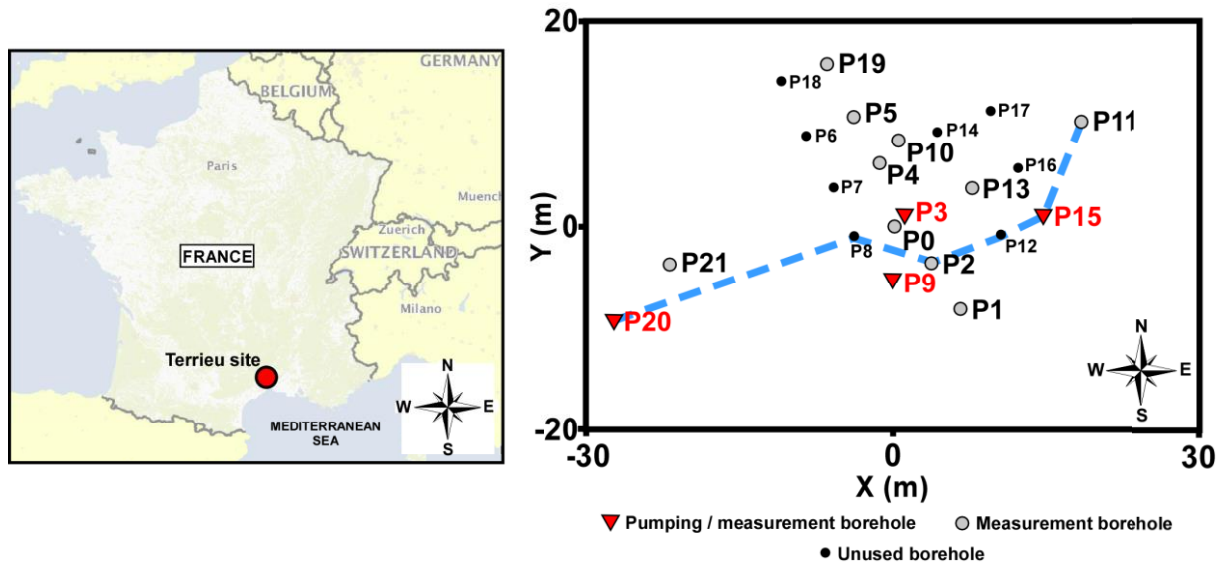 GERMANY
BELGIUM
Paris
Muench
Zuerich
SWITZERLAND
FRANCE
Milano
Terrieu site
MEDITERRANEAN
SEA
N
W E
S
20
P19
P18
P5
P17
P11
P6
P14
P10
P4
P16
P7
P13
P3
P15
Y (m)
0
P0
P8
P12
P21
P2
P9
P20
P1
N
W E
S
-20
-30 0 30
X (m)
Pumping / measurement borehole Measurement borehole
Unused borehole